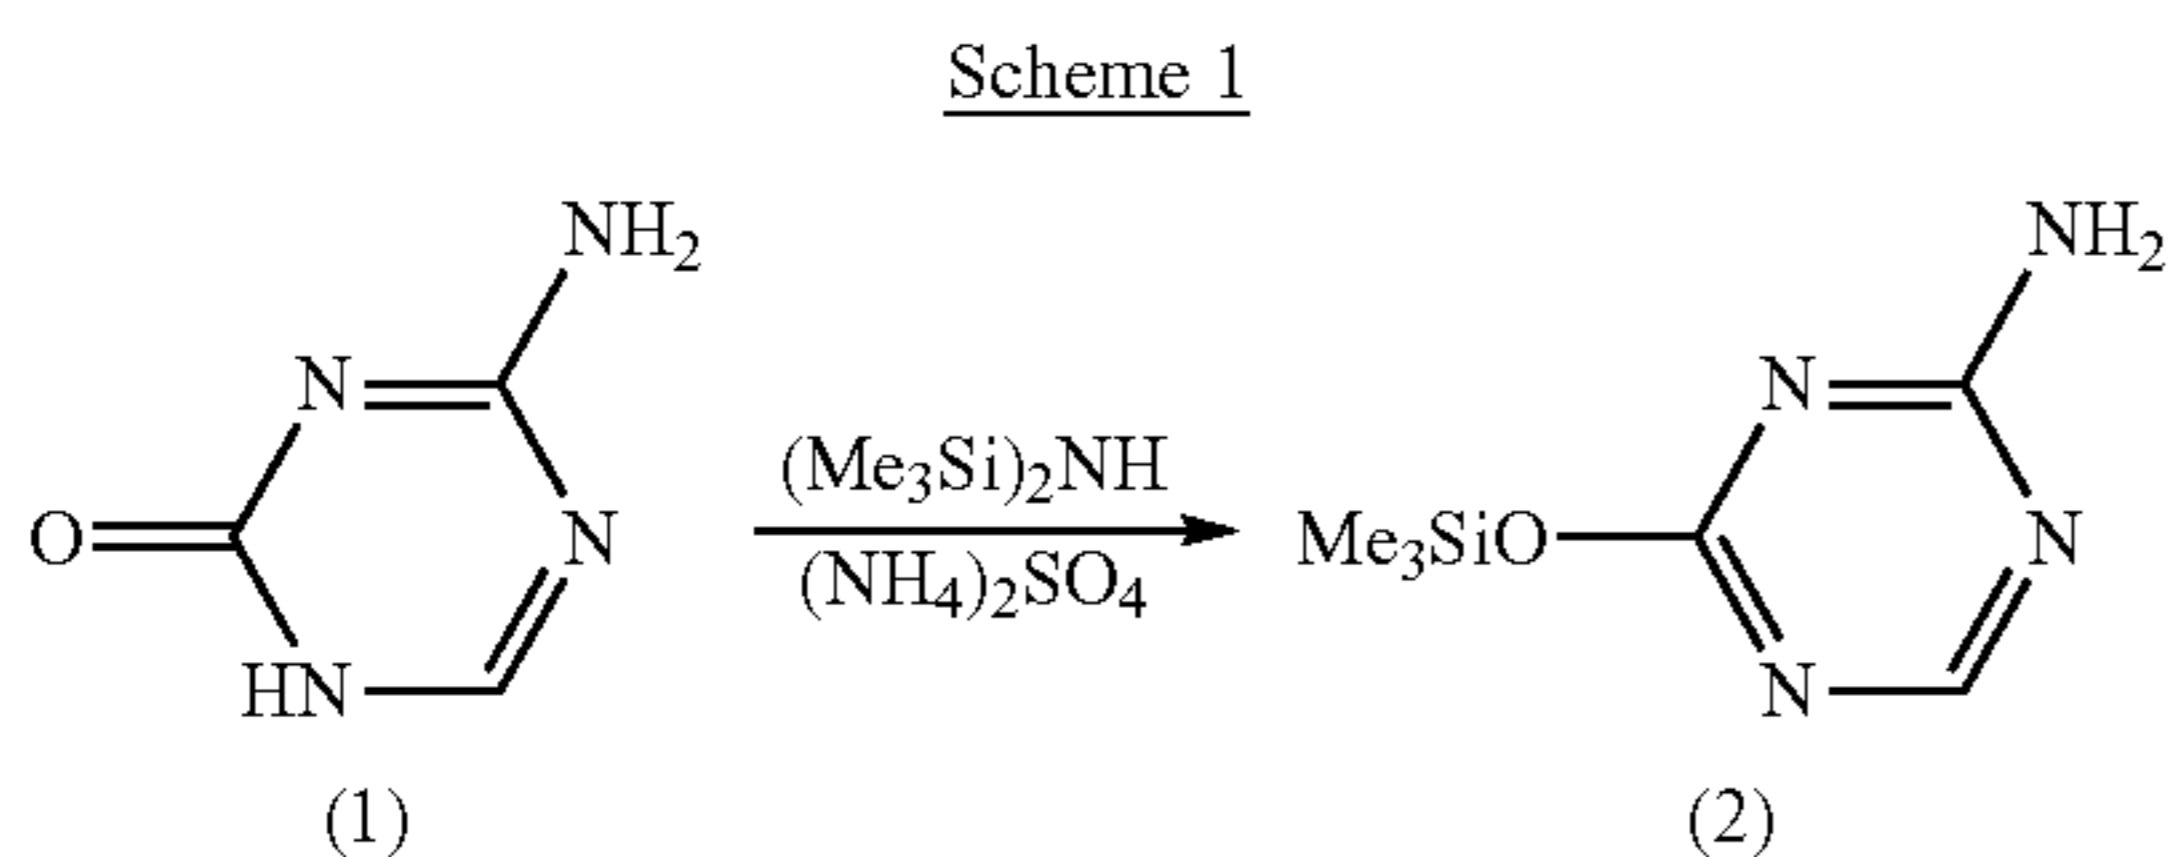 Scheme 1
NH₂ NH₂
N N
(Me₃Si)₂NH
O N Me₃SiO N
(NH₄)₂SO₄
HN N
(1) (2)